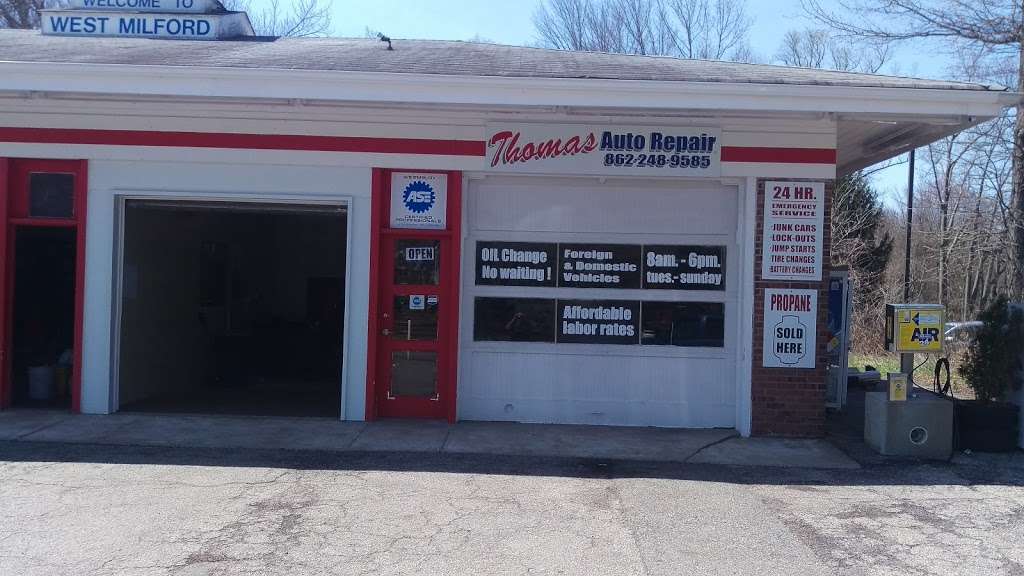 WELCOME TO
WEST MILFORD
Thomas Auto Repair
862-248-9585
ASE
CERTIFIED
OPEN
OIL Change
No waiting !
Foreign
& Domestic
Vehicles
8am. - 6pm.
tues.- sunday
Affordable
labor rates
24 HR.
EMERGENCY
SERVICE
JUNK CARS
LOCK-OUTS
JUMP STARTS
TIRE CHANGES
BATTERY CHANGES
PROPANE
SOLD
HERE
AIR